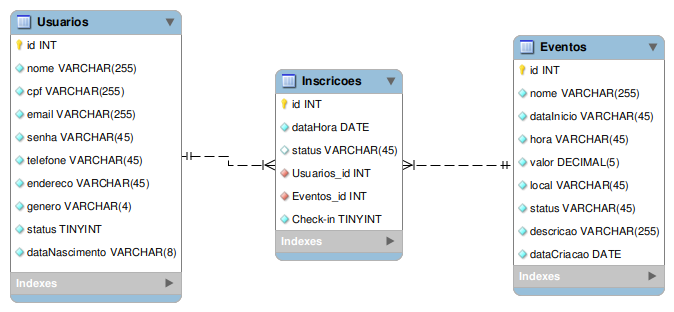 Usuarios
id INT
nome VARCHAR(255)
cpf VARCHAR(255)
email VARCHAR(255)
senha VARCHAR(45)
telefone VARCHAR(45)
endereco VARCHAR(45)
genero VARCHAR(4)
status TINYINT
dataNascimento VARCHAR(8)
Indexes
Inscricoes
id INT
dataHora DATE
status VARCHAR(45)
Usuarios_id INT
Eventos_id INT
Check-in TINYINT
Indexes
Eventos
id INT
nome VARCHAR(255)
dataInicio VARCHAR(45)
hora VARCHAR(45)
valor DECIMAL(5)
local VARCHAR(45)
status VARCHAR(45)
descricao VARCHAR(255)
dataCriacao DATE
Indexes